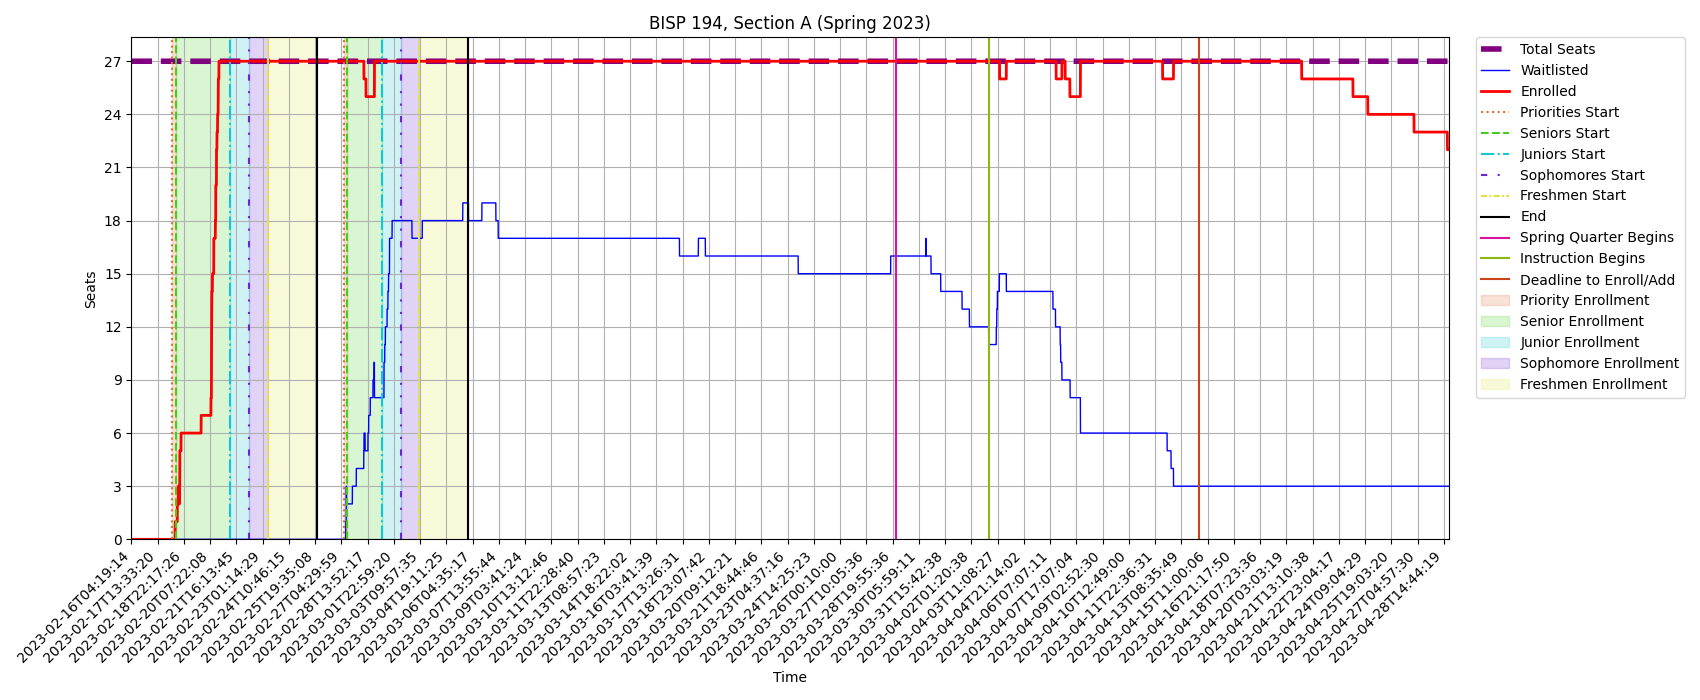 BISP 194, Section A (Spring 2023)
27
24
21
18
15
12
9
6
3
0
Seats
2023-02-16T04:19:14
2023-02-17T13:33:20
2023-02-18T22:17:26
2023-02-20T07:22:08
2023-02-21T16:13:45
2023-02-23T01:14:29
2023-02-24T10:46:15
2023-02-25T19:35:08
2023-02-27T04:29:59
2023-02-28T13:52:17
2023-03-01T22:59:20
2023-03-03T09:57:35
2023-03-04T19:11:25
2023-03-06T04:35:17
2023-03-07T13:55:44
2023-03-09T03:41:24
2023-03-10T13:12:46
2023-03-11T22:28:40
2023-03-13T08:57:23
2023-03-14T18:22:02
2023-03-16T03:41:39
2023-03-17T13:26:31
2023-03-18T23:07:42
2023-03-20T09:12:21
2023-03-21T18:44:46
2023-03-23T04:37:16
2023-03-24T14:25:23
2023-03-26T00:10:00
2023-03-27T10:05:36
2023-03-28T19:55:36
2023-03-30T05:59:11
2023-03-31T15:42:38
2023-04-02T01:20:38
2023-04-03T11:08:27
2023-04-04T21:14:02
2023-04-06T07:07:11
2023-04-07T17:07:04
2023-04-09T02:52:30
2023-04-10T12:49:00
2023-04-11T22:36:31
2023-04-13T08:35:49
2023-04-15T11:00:06
2023-04-16T21:17:50
2023-04-18T07:23:36
2023-04-20T03:03:19
2023-04-21T13:10:38
2023-04-22T23:04:17
2023-04-24T09:04:29
2023-04-25T19:03:20
2023-04-27T04:57:30
2023-04-28T14:44:19
Time
Total Seats
Waitlisted
Enrolled
Priorities Start
Seniors Start
Juniors Start
Sophomores Start
Freshmen Start
End
Spring Quarter Begins
Instruction Begins
Deadline to Enroll/Add
Priority Enrollment
Senior Enrollment
Junior Enrollment
Sophomore Enrollment
Freshmen Enrollment